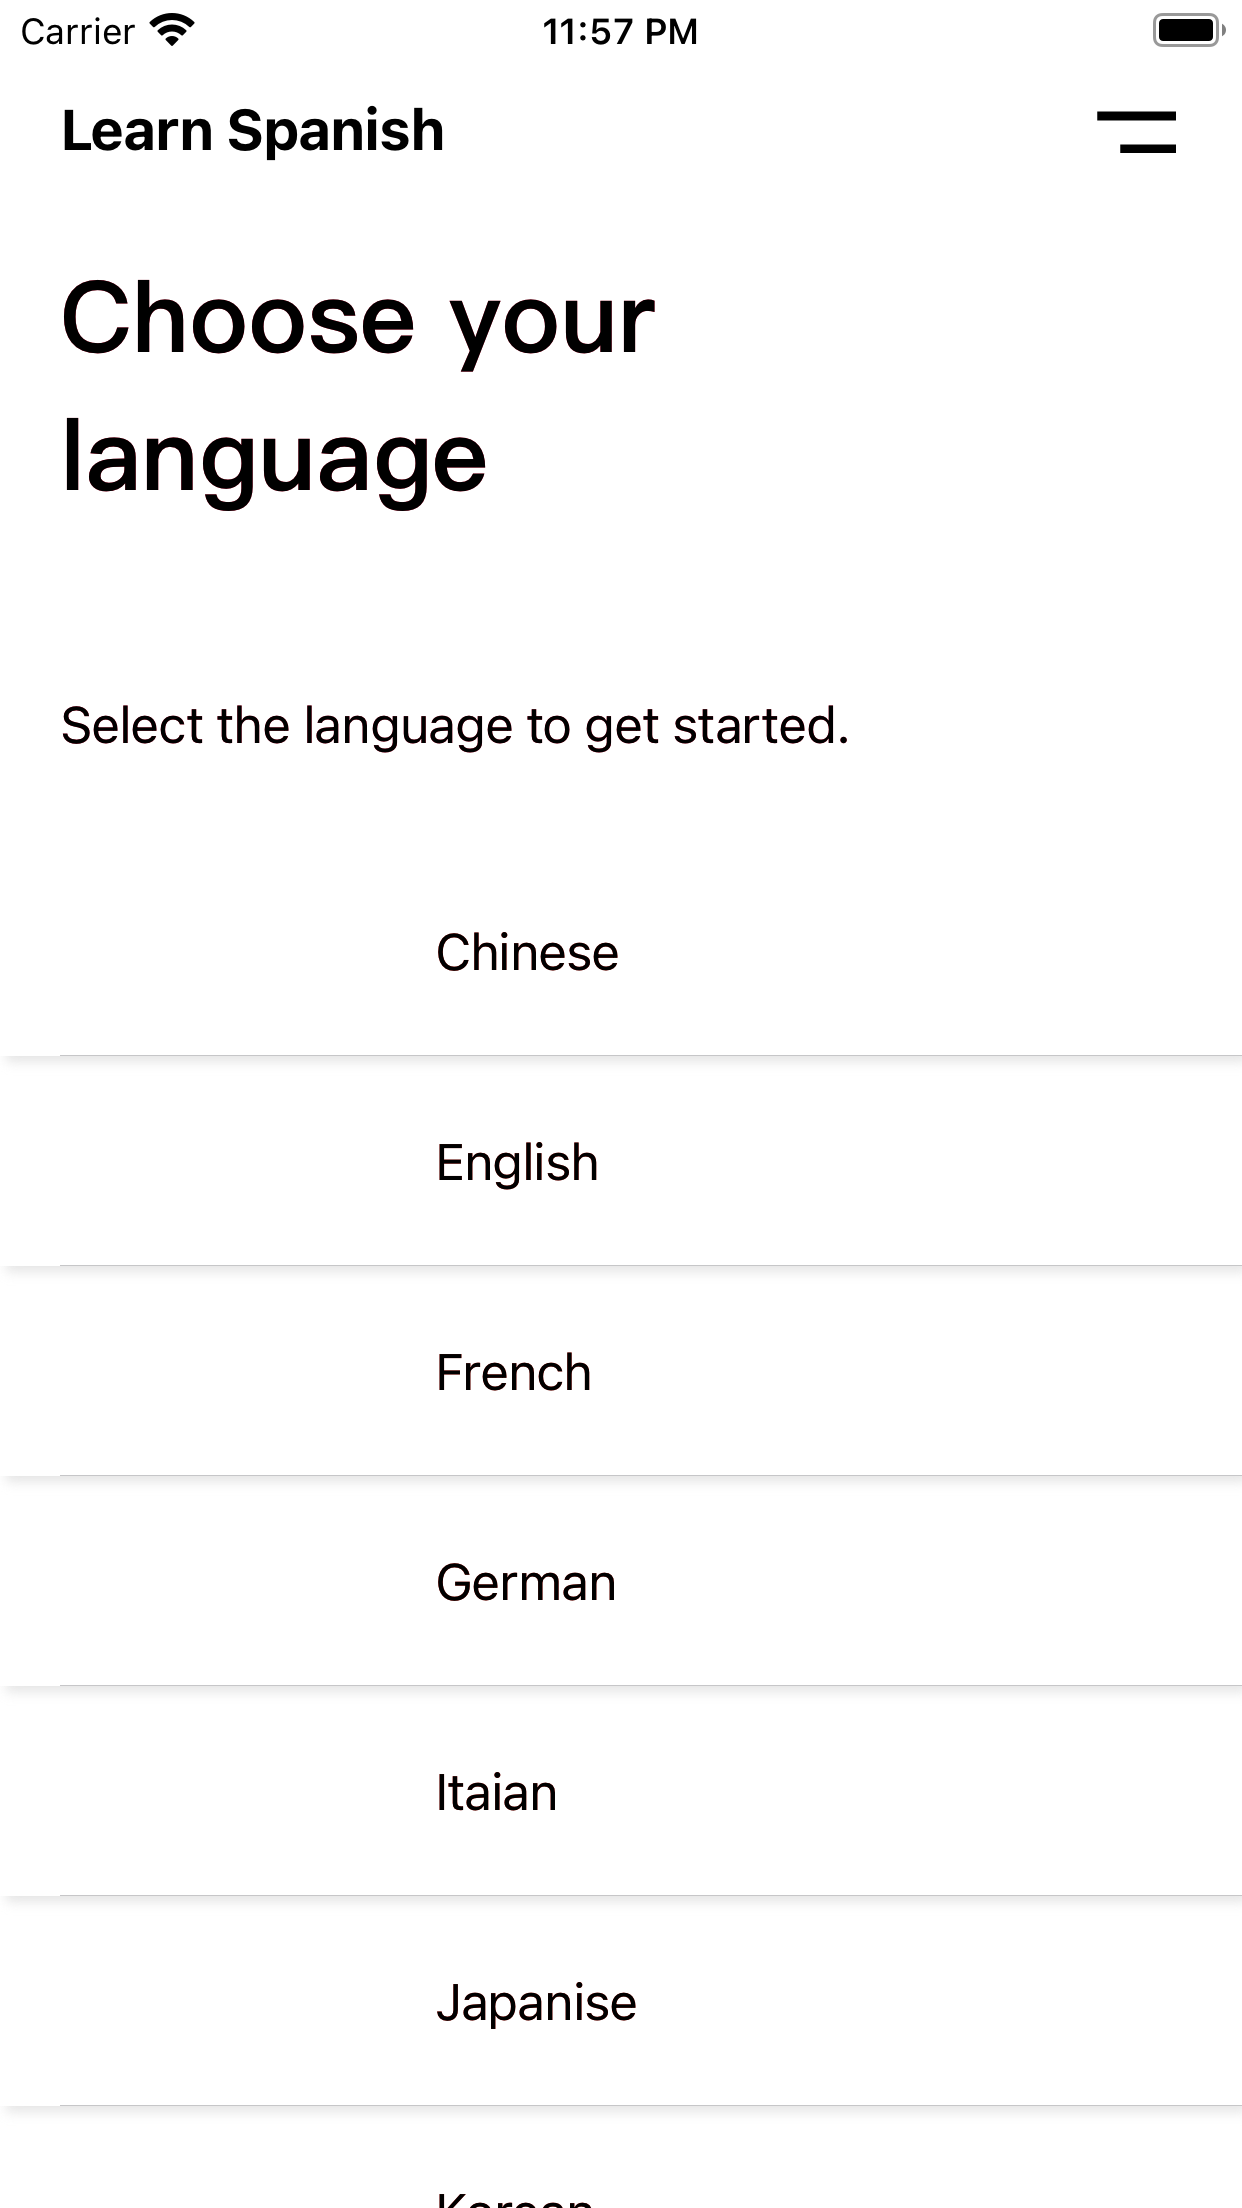 Carrier 11:57 PM
Learn Spanish
Choose your
language
Select the language to get started.
Chinese
English
French
German
Itaian
Japanise
Korean